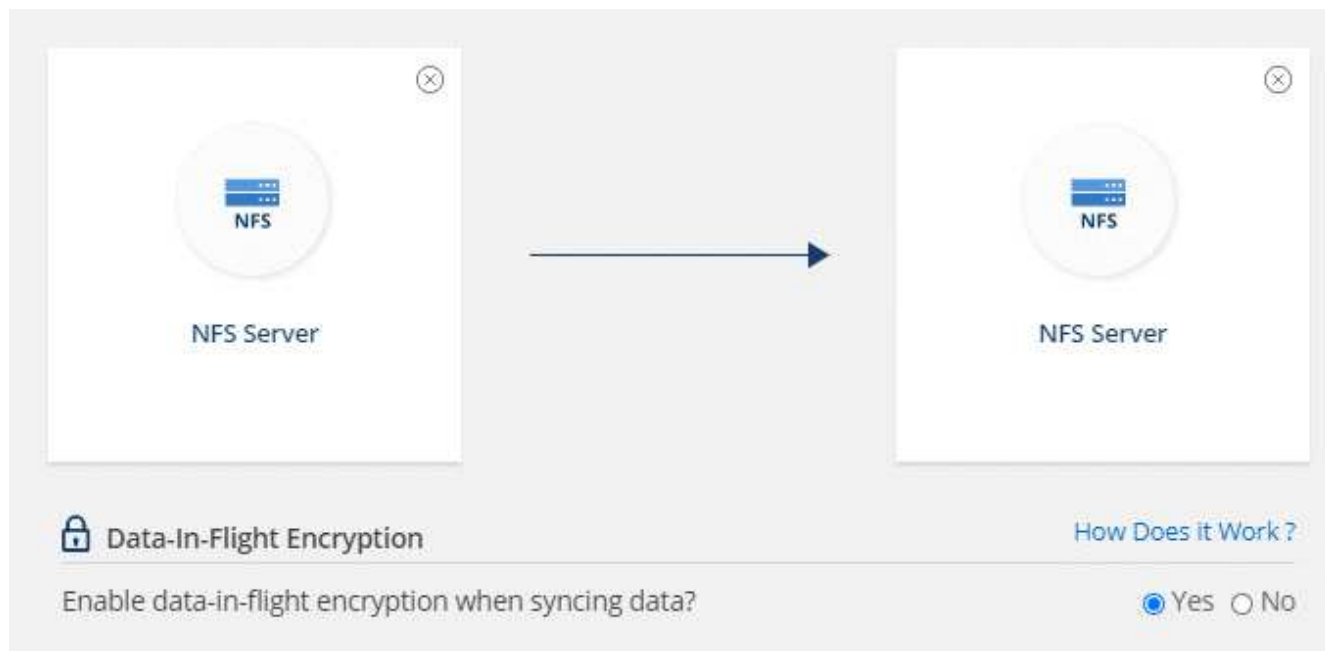 NFS
NFS
NFS Server
NFS Server
Data-In-Flight Encryption
How Does it Work ?
Enable data-in-flight encryption when syncing data?
Yes
No